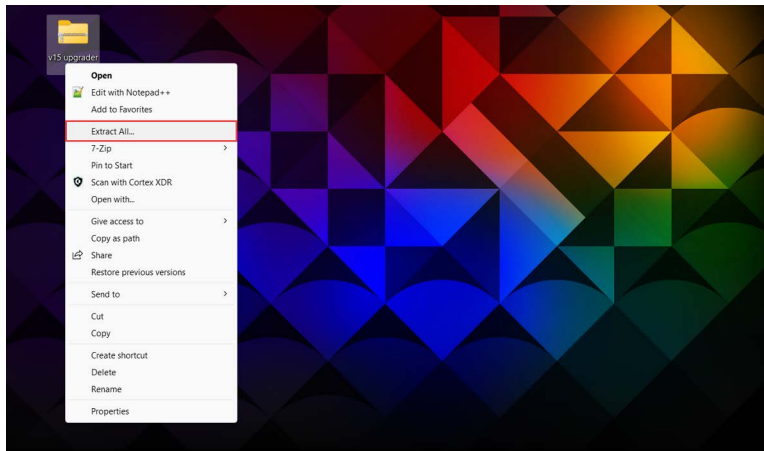 v15 upgrader
Open
Edit with Notepad++
Add to Favorites
Extract All...
7-Zip
Pin to Start
Scan with Cortex XDR
Open with...
Give access to
Copy as path
Share
Restore previous versions
Send to
Cut
Copy
Create shortcut
Delete
Rename
Properties